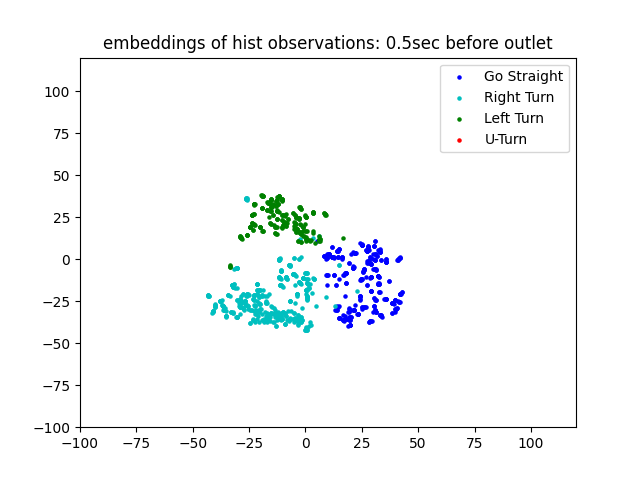 embeddings of hist observations: 0.5sec before outlet
Go Straight
Right Turn
Left Turn
U-Turn
100
75
50
25
0
−25
−50
−75
−100
−100 −75 −50 −25 0 25 50 75 100